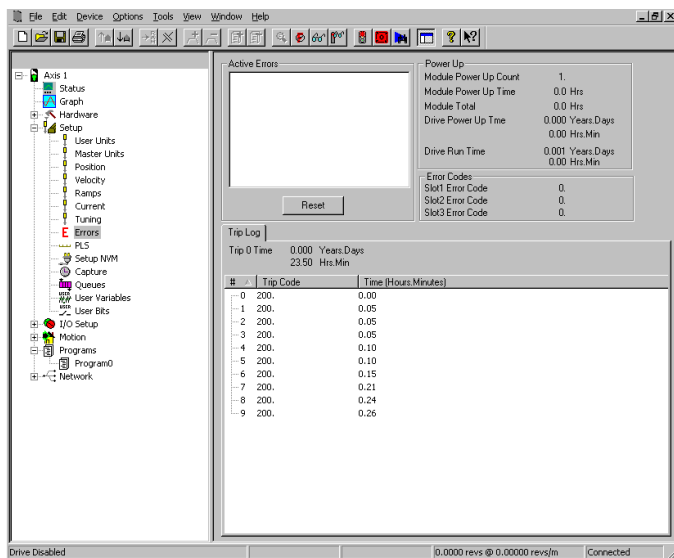 File Edit Device Options Tools View Window Help
Axis 1
Status
Graph
Hardware
Setup
User Units
Master Units
Position
Velocity
Ramps
Current
Tuning
E Errors
PLS
Setup NVM
Capture
Queues
USER User Variables
USER User Bits
I/O Setup
Motion
Programs
Program0
Network
Active Errors
Reset
Power Up
Module Power Up Count 1.
Module Power Up Time 0.0 Hrs
Module Total 0.0 Hrs
Drive Power Up Tme 0.000 Years.Days
0.00 Hrs.Min
Drive Run Time 0.001 Years.Days
0.00 Hrs.Min
Error Codes
Slot1 Error Code 0.
Slot2 Error Code 0.
Slot3 Error Code 0.
Trip Log
Trip 0 Time 0.000 Years.Days
23.50 Hrs.Min
# Trip Code Time (Hours.Minutes)
0 200. 0.00
1 200. 0.05
2 200. 0.05
3 200. 0.05
4 200. 0.10
5 200. 0.10
6 200. 0.15
7 200. 0.21
8 200. 0.24
9 200. 0.26
Drive Disabled 0.0000 revs @ 0.00000 revs/m Connected